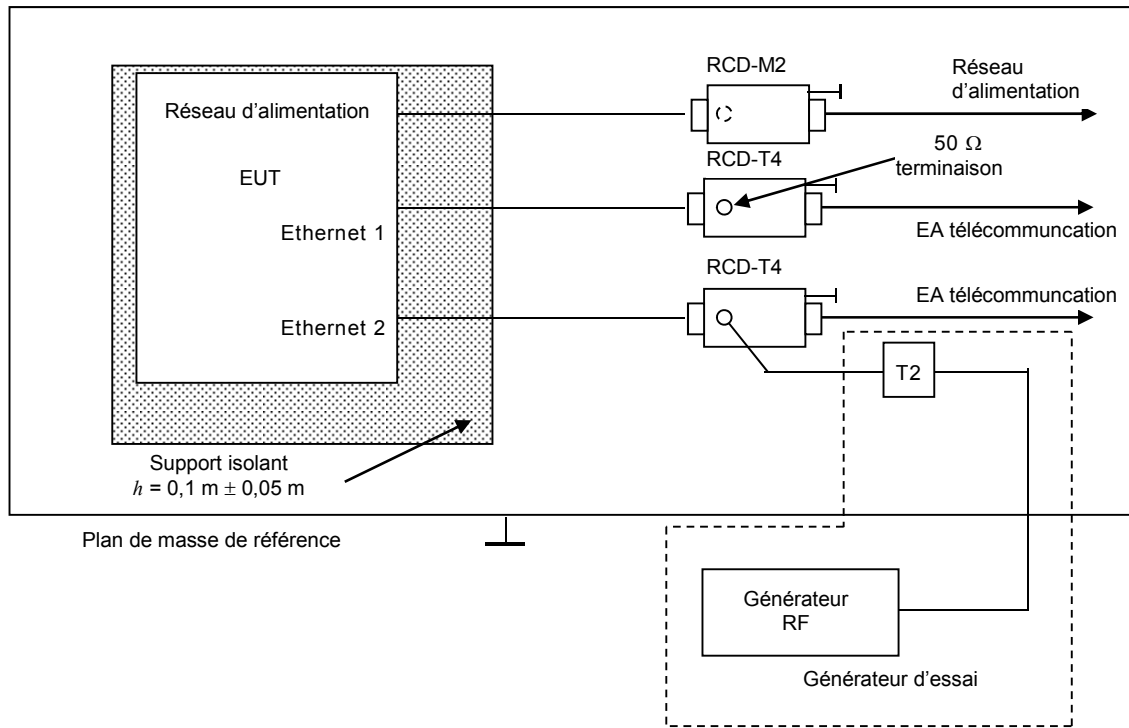 RCD-M2
Réseau
d'alimentation
Réseau d'alimentation
50 Ω
terminaison
RCD-T4
EUT
Ethernet 1
EA télécommuncation
RCD-T4
EA télécommuncation
Ethernet 2
T2
Support isolant
h = 0,1 m ± 0,05 m
Plan de masse de référence
Générateur
RF
Générateur d'essai